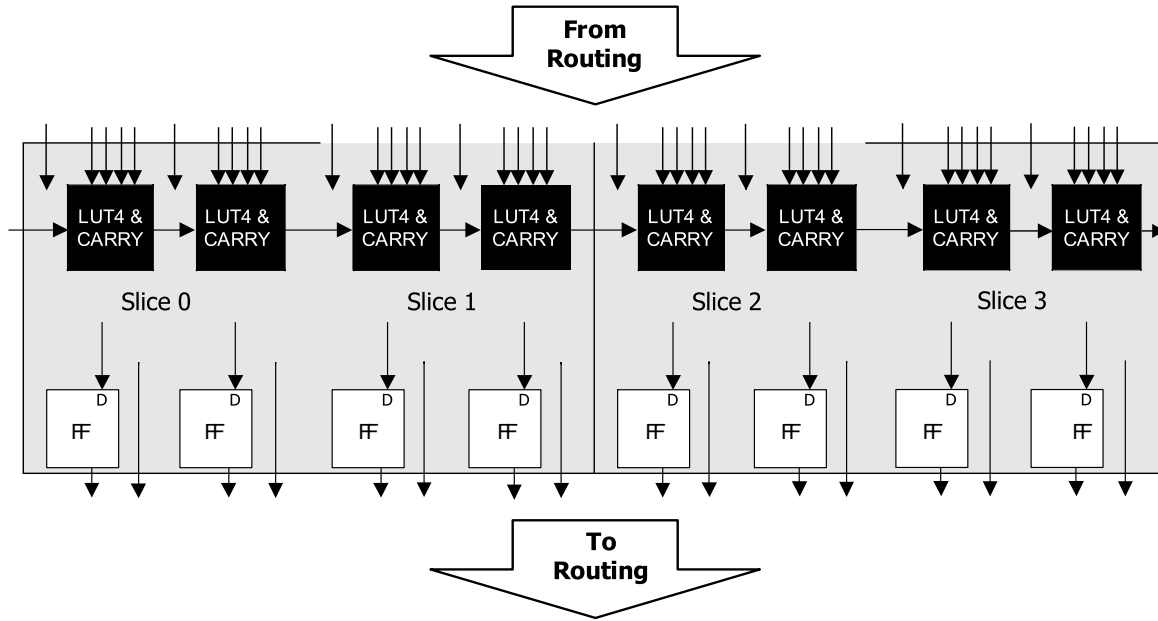 From
Routing
LUT4 &
CARRY
LUT4 &
CARRY
LUT4 &
CARRY
LUT4 &
CARRY
LUT4 &
CARRY
LUT4 &
CARRY
LUT4 &
CARRY
LUT4 &
CARRY
Slice 0
Slice 1
Slice 2
Slice 3
D
FF
D
FF
D
FF
D
FF
D
FF
D
FF
D
FF
D
FF
To
Routing